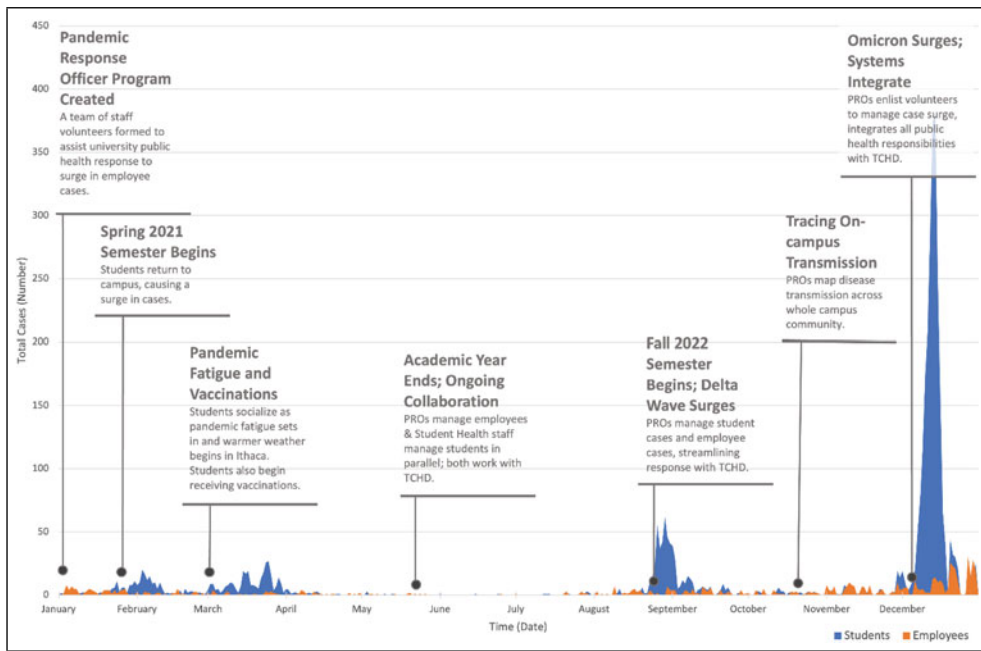 450
400
350
300
250
200
150
100
50
0
Total Cases (Number)
Pandemic
Response
Officer Program
Created
A team of staff
volunteers formed to
assist university public
health response to
surge in employee
cases.
Spring 2021
Semester Begins
Students return to
campus, causing a
surge in cases.
Pandemic
Fatigue and
Vaccinations
Students socialize as
pandemic fatigue sets
in and warmer weather
begins in Ithaca.
Students also begin
receiving vaccinations.
Academic Year
Ends; Ongoing
Collaboration
PROs manage employees
& Student Health staff
manage students in
parallel; both work with
TCHD.
Fall 2022
Semester
Begins; Delta
Wave Surges
PROs manage student
cases and employee
cases, streamlining
response with TCHD.
Tracing On-
campus
Transmission
PROs map disease
transmission across
whole campus
community.
Omicron Surges;
Systems
Integrate
PROs enlist volunteers
to manage case surge,
integrates all public
health responsibilities
with TCHD.
January February March April May June July August September October November December
Time (Date)
Students Employees